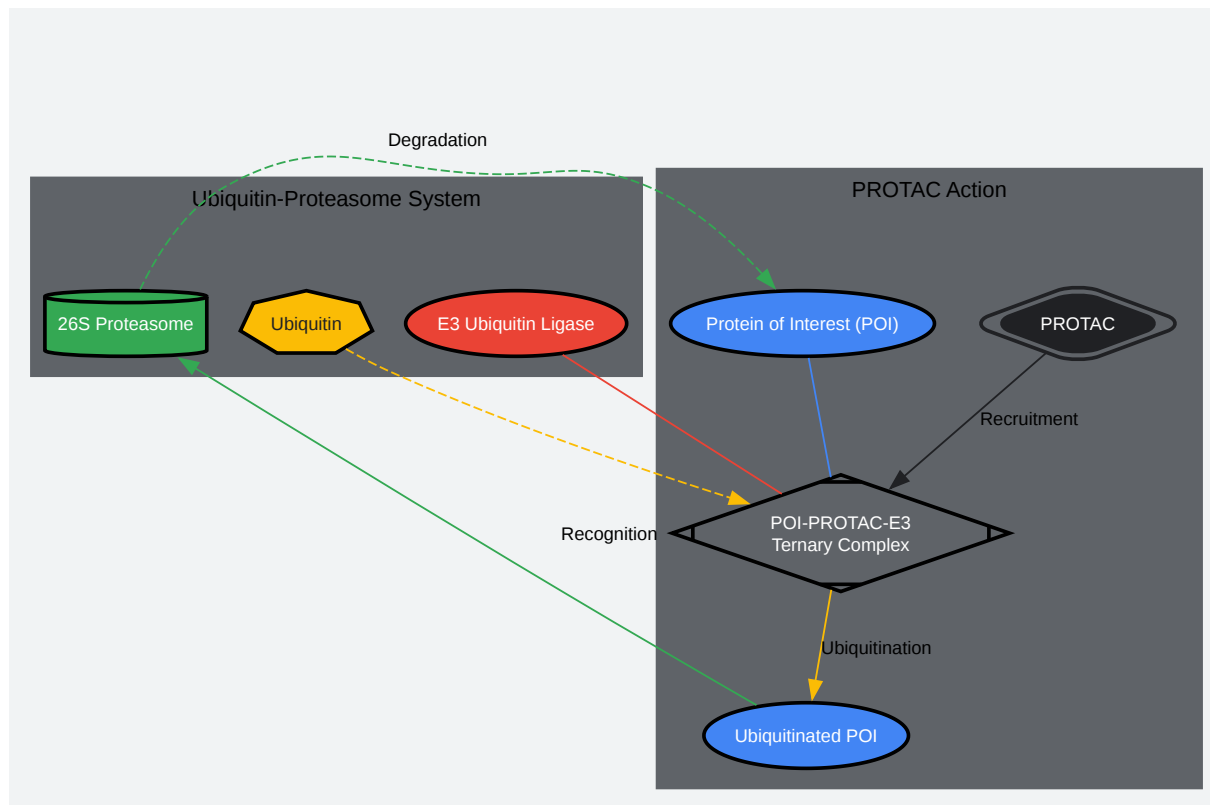 Degradation
Ubiquitin-Proteasome System
PROTAC Action
26S Proteasome
Ubiquitin
E3 Ubiquitin Ligase
Protein of Interest (POI)
PROTAC
Recruitment
Recognition
POI-PROTAC-E3
Ternary Complex
Ubiquitination
Ubiquitinated POI